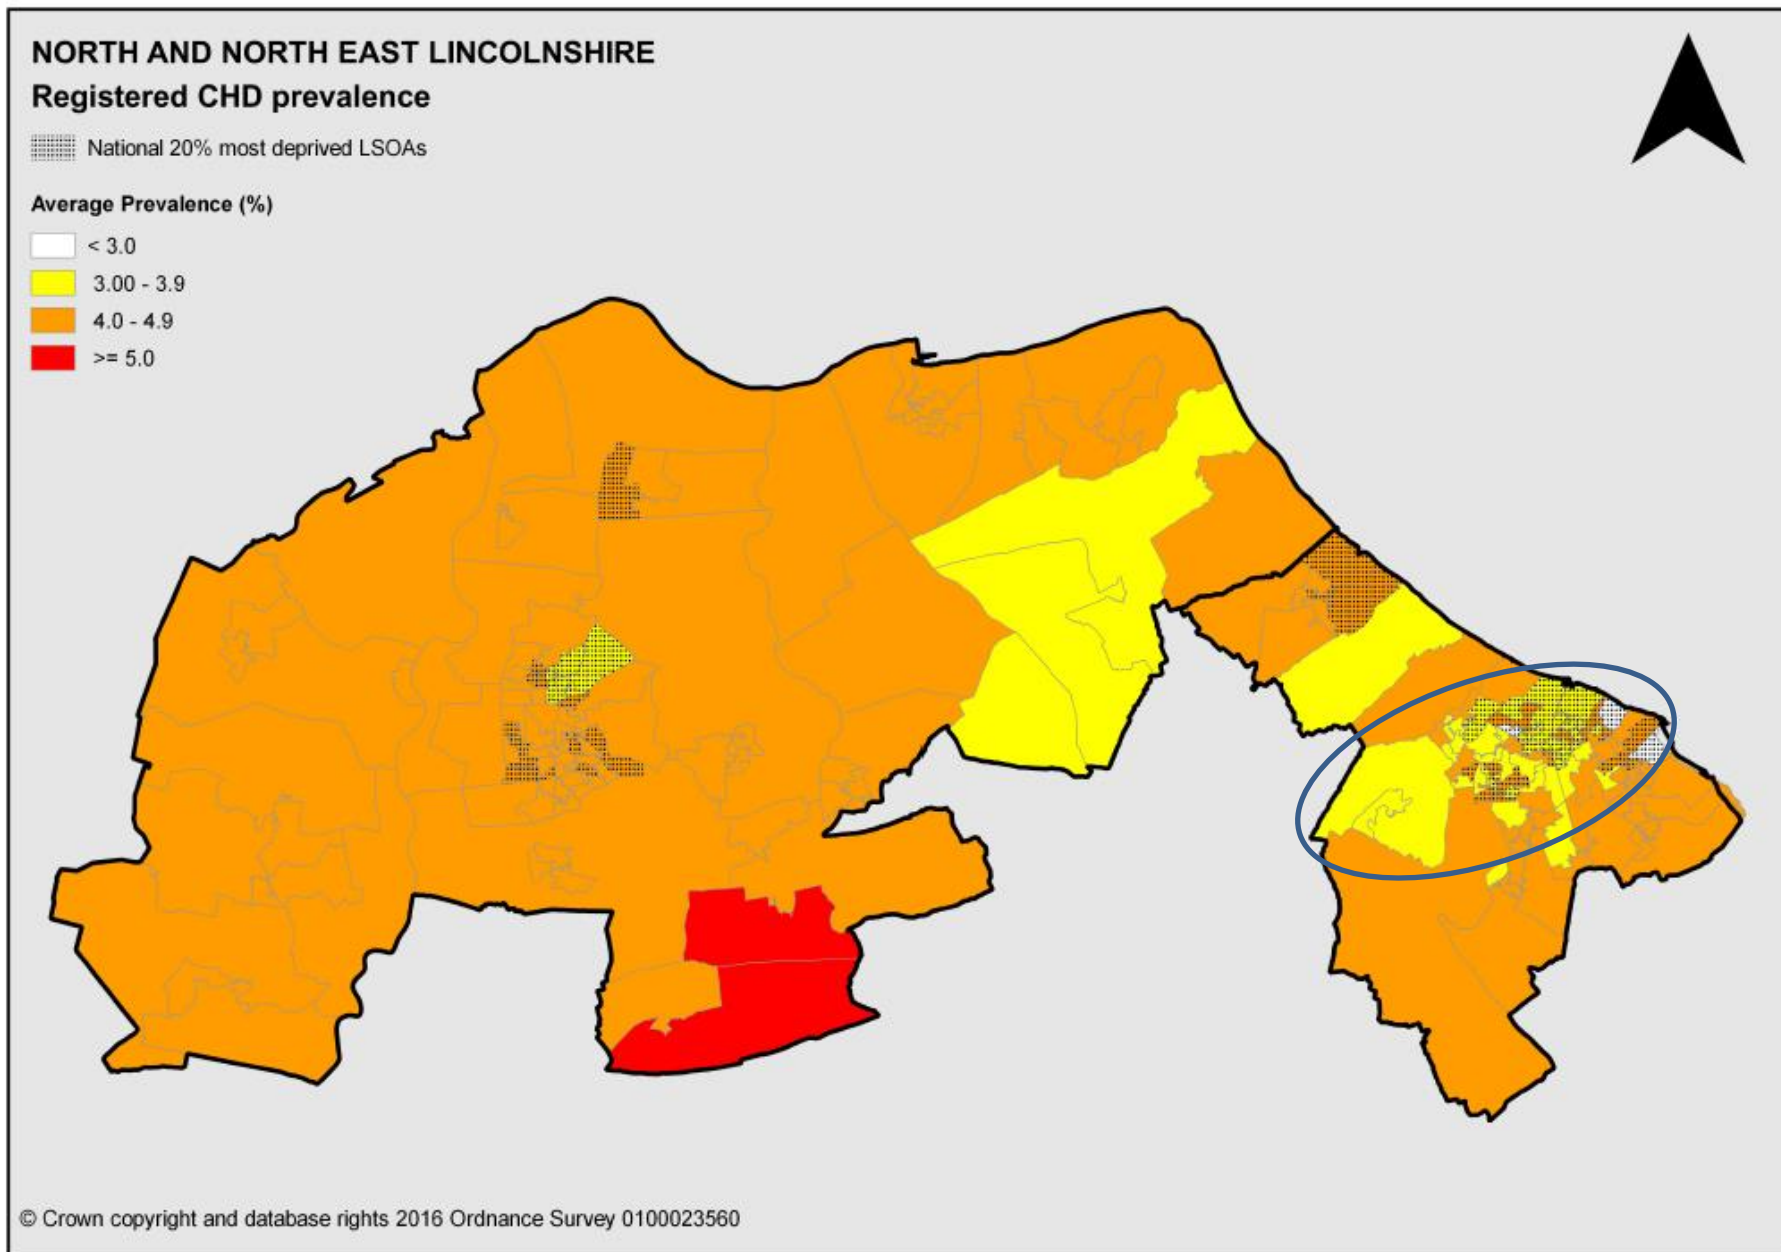 NORTH AND NORTH EAST LINCOLNSHIRE
Registered CHD prevalence
National 20% most deprived LSOAs
Average Prevalence (%)
< 3.0
3.00 - 3.9
4.0 - 4.9
>= 5.0
© Crown copyright and database rights 2016 Ordnance Survey 0100023560